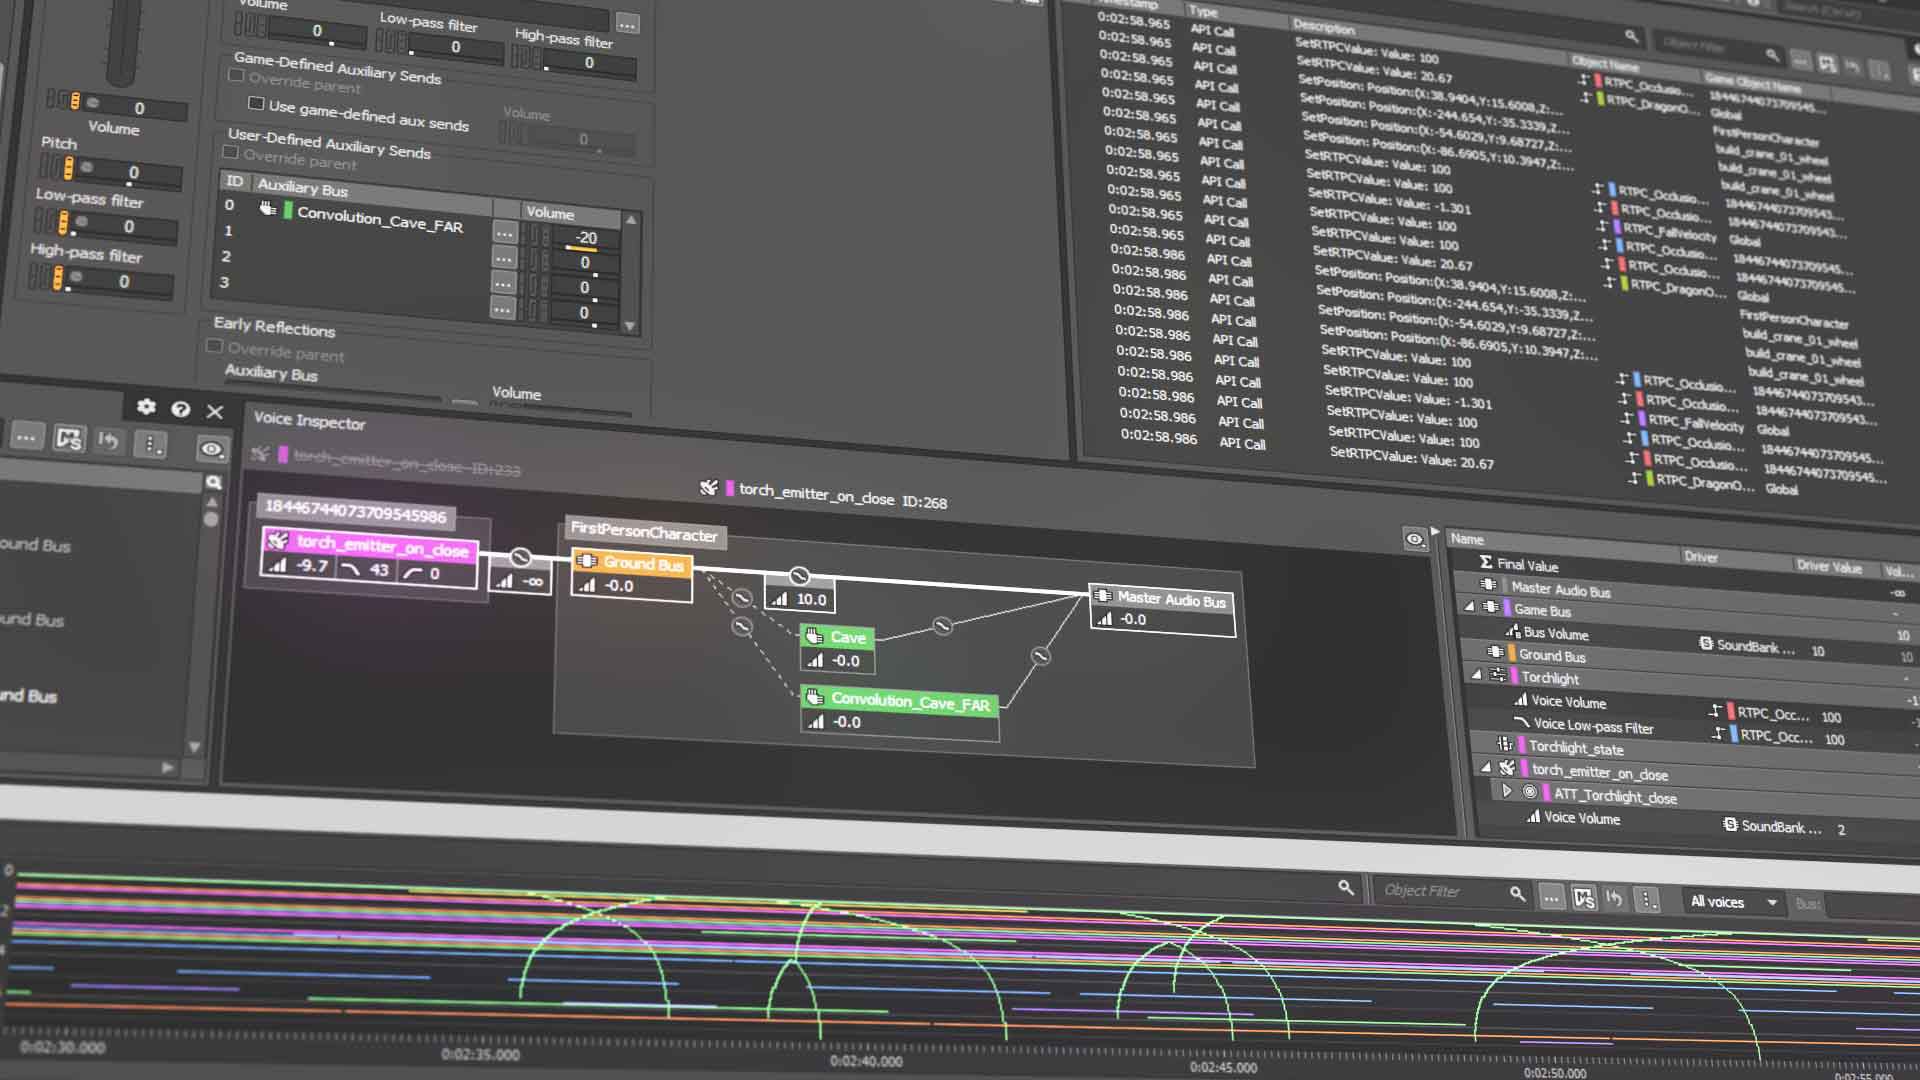 Volume
0
Low-pass filter
0
High-pass filter
0
...
Game-Defined Auxiliary Sends
Override parent
Use game-defined aux sends
Volume
0
User-Defined Auxiliary Sends
Override parent
ID Auxiliary Bus Volume
0 Convolution_Cave_FAR ... -20
1 ... 0
2 ... 0
3 ... 0
Early Reflections
Override parent
Auxiliary Bus
Volume
0
Volume
Pitch
0
Low-pass filter
0
High-pass filter
0
Timestamp Type Description Object Name Game Object Name
Object Filter
0:02:58.965 API Call SetRTPCValue: Value: 100 RTPC_Occlusio... 18446744073709545...
0:02:58.965 API Call SetRTPCValue: Value: 20.67 RTPC_DragonO... Global
0:02:58.965 API Call SetPosition: Position:(X:38.9404,Y:15.6008,Z:... FirstPersonCharacter
0:02:58.965 API Call SetPosition: Position:(X:-244.654,Y:-35.3339,Z... build_crane_01_wheel
0:02:58.965 API Call SetPosition: Position:(X:-54.6029,Y:9.68727,Z... build_crane_01_wheel
0:02:58.965 API Call SetPosition: Position:(X:-86.6905,Y:10.3947,Z:... build_crane_01_wheel
0:02:58.965 API Call SetRTPCValue: Value: 100 RTPC_Occlusio... 18446744073709543...
0:02:58.965 API Call SetRTPCValue: Value: 100 RTPC_Occlusio... 18446744073709543...
0:02:58.965 API Call SetRTPCValue: Value: -1.301 RTPC_FallVelocity Global
0:02:58.965 API Call SetRTPCValue: Value: 100 RTPC_Occlusio... 18446744073709545...
0:02:58.965 API Call SetRTPCValue: Value: 100 RTPC_Occlusio... 18446744073709545...
0:02:58.965 API Call SetRTPCValue: Value: 20.67 RTPC_DragonO... Global
0:02:58.986 API Call SetPosition: Position:(X:38.9404,Y:15.6008,Z:... FirstPersonCharacter
0:02:58.986 API Call SetPosition: Position:(X:-244.654,Y:-35.3339,Z... build_crane_01_wheel
0:02:58.986 API Call SetPosition: Position:(X:-54.6029,Y:9.68727,Z:... build_crane_01_wheel
0:02:58.986 API Call SetPosition: Position:(X:-86.6905,Y:10.3947,Z:... build_crane_01_wheel
0:02:58.986 API Call SetRTPCValue: Value: 100 RTPC_Occlusio... 18446744073709543...
0:02:58.986 API Call SetRTPCValue: Value: 100 RTPC_Occlusio... 18446744073709543...
0:02:58.986 API Call SetRTPCValue: Value: -1.301 RTPC_FallVelocity Global
0:02:58.986 API Call SetRTPCValue: Value: 100 RTPC_Occlusio... 18446744073709545...
0:02:58.986 API Call SetRTPCValue: Value: 100 RTPC_Occlusio... 18446744073709545...
SetRTPCValue: Value: 20.67 RTPC_DragonO... Global
... MS
ound Bus
und Bus
und Bus
Voice Inspector
torch_emitter_on_close ID:233
torch_emitter_on_close ID:268
18446744073709545986
torch_emitter_on_close
-9.7 43 0
-∞
FirstPersonCharacter
Ground Bus
-0.0
10.0
Cave
-0.0
Convolution_Cave_FAR
-0.0
Master Audio Bus
-0.0
Name Driver Driver Value Vol...
Σ Final Value -∞
Master Audio Bus -
Game Bus 10
Bus Volume SoundBank ... 10 10
Ground Bus -
Torchlight
Voice Volume RTPC_Occ... 100
Voice Low-pass Filter RTPC_Occ... 100
Torchlight_state
torch_emitter_on_close
ATT_Torchlight_close
Voice Volume SoundBank ... 2
Object Filter ... MS All voices Bus:
0
2
4
0:02:30.000 0:02:35.000 0:02:40.000 0:02:45.000 0:02:50.000 0:02:55.000